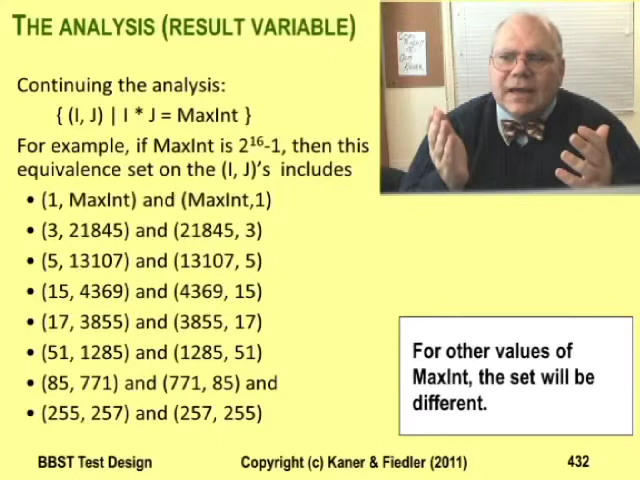 THE ANALYSIS (RESULT VARIABLE)
Continuing the analysis:
{ (I, J) | I * J = MaxInt }
For example, if MaxInt is 2¹⁶-1, then this
equivalence set on the (I, J)'s includes
• (1, MaxInt) and (MaxInt,1)
• (3, 21845) and (21845, 3)
• (5, 13107) and (13107, 5)
• (15, 4369) and (4369, 15)
• (17, 3855) and (3855, 17)
• (51, 1285) and (1285, 51)
• (85, 771) and (771, 85) and
• (255, 257) and (257, 255)
For other values of
MaxInt, the set will be
different.
BBST Test Design
Copyright (c) Kaner & Fiedler (2011)
432